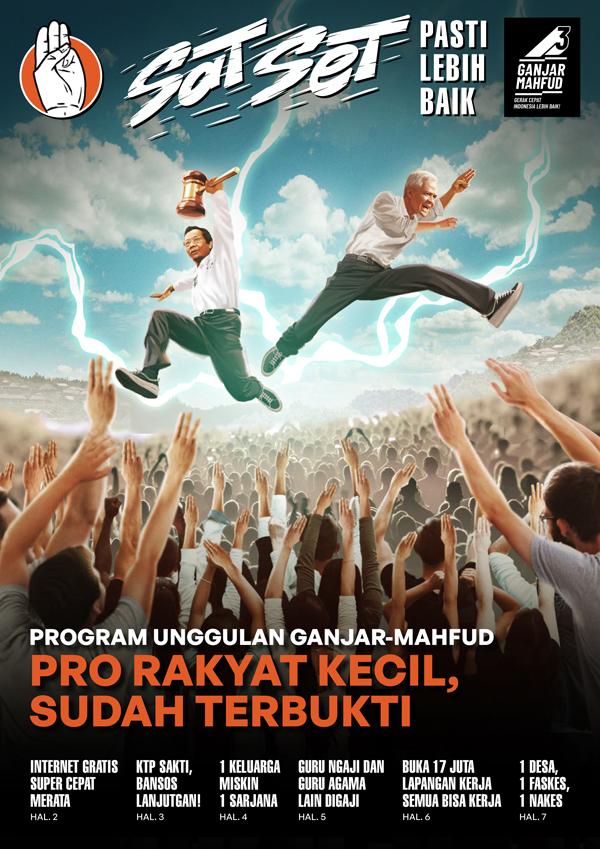 Sat Set
PASTI
LEBIH
BAIK
3
GANJAR
MAHFUD
GERAK CEPAT
INDONESIA LEBIH BAIK!
PROGRAM UNGGULAN GANJAR-MAHFUD
PRO RAKYAT KECIL,
SUDAH TERBUKTI
INTERNET GRATIS
SUPER CEPAT
MERATA
HAL. 2
KTP SAKTI,
BANSOS
LANJUTGAN!
HAL. 3
1 KELUARGA
MISKIN
1 SARJANA
HAL. 4
GURU NGAJI DAN
GURU AGAMA
LAIN DIGAJI
HAL. 5
BUKA 17 JUTA
LAPANGAN KERJA
SEMUA BISA KERJA
HAL. 6
1 DESA,
1 FASKES,
1 NAKES
HAL. 7